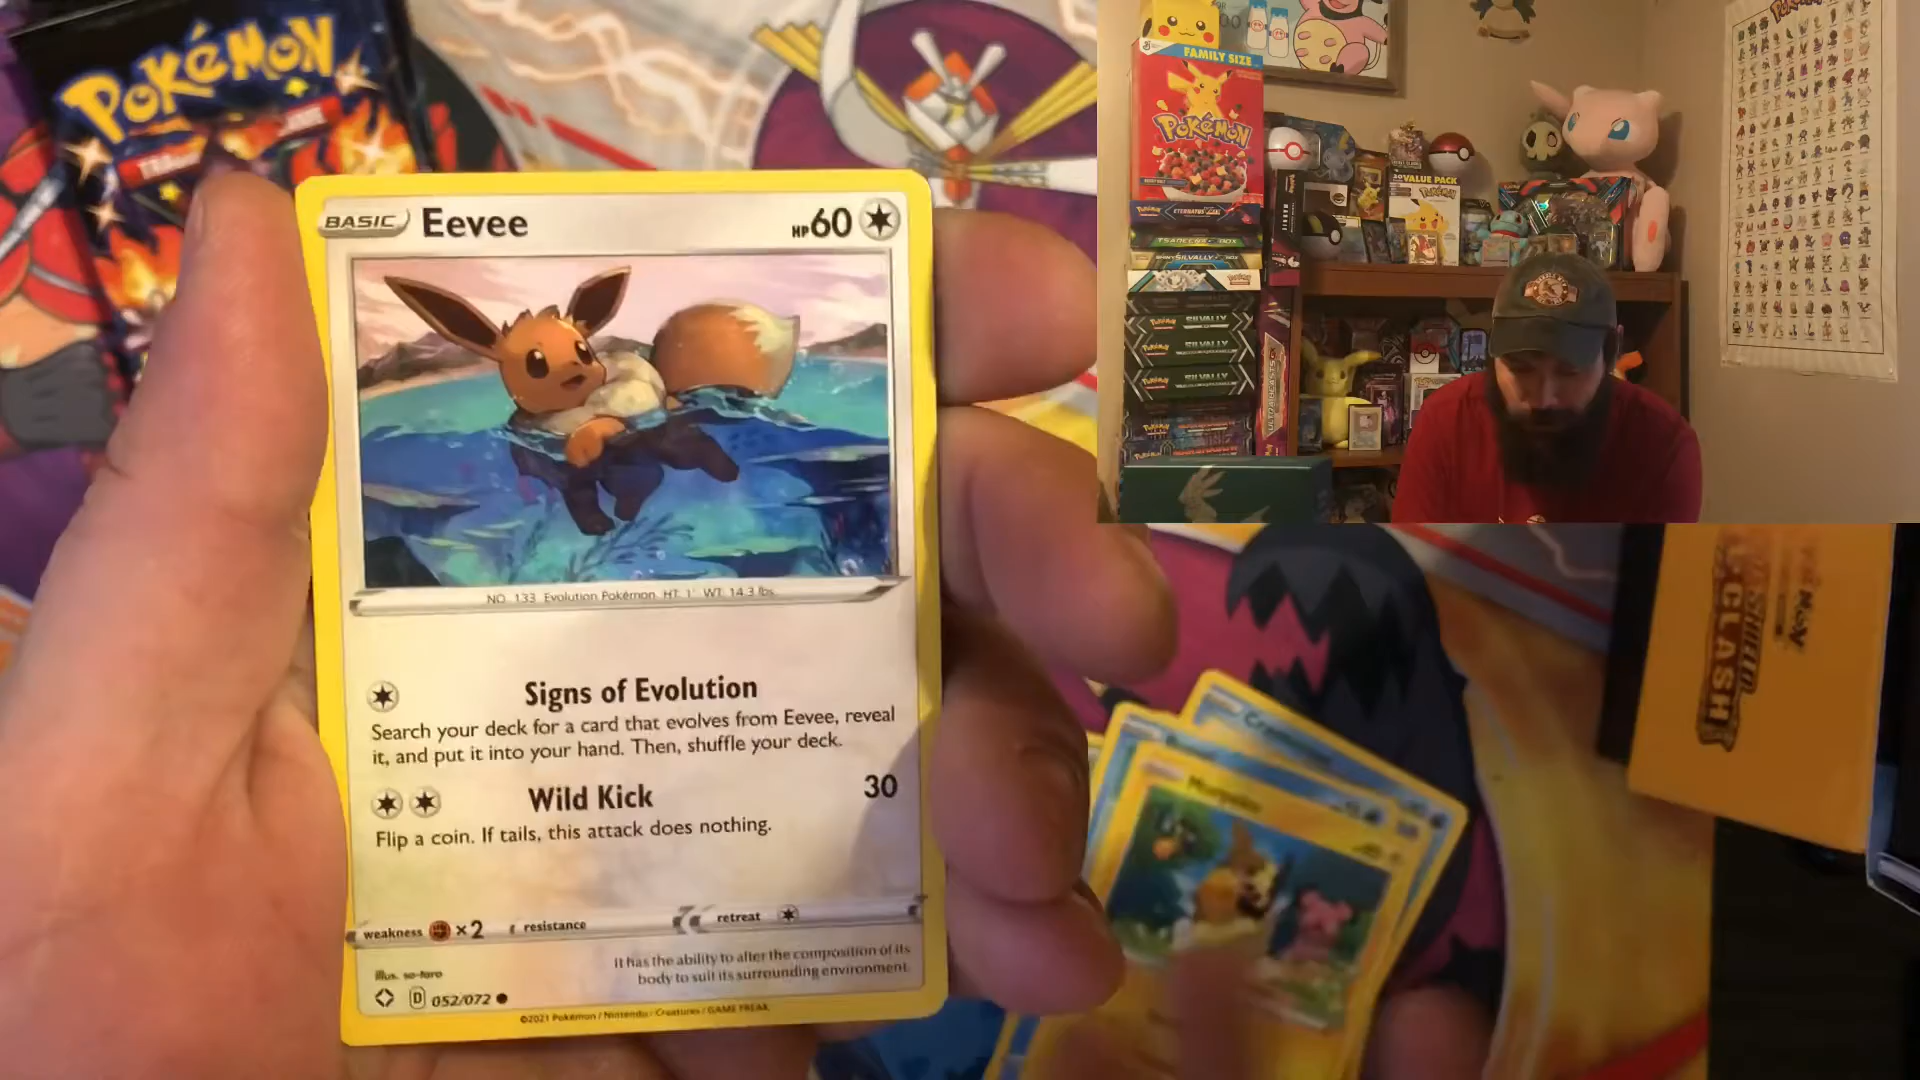 POKéMON
BASIC Eevee HP 60
NO. 133 Evolution Pokémon HT: 1' WT: 14.3 lbs.
Signs of Evolution
Search your deck for a card that evolves from Eevee, reveal
it, and put it into your hand. Then, shuffle your deck.
Wild Kick 30
Flip a coin. If tails, this attack does nothing.
weakness ×2 resistance retreat
It has the ability to alter the composition of its
body to suit its surrounding environment.
illus. so-taro
D 052/072
©2021 Pokémon / Nintendo / Creatures / GAME FREAK
FAMILY SIZE
POKéMON
VALUE PACK
SILVALLY
SILVALLY
SILVALLY
SILVALLY
Morpeko
CLASH